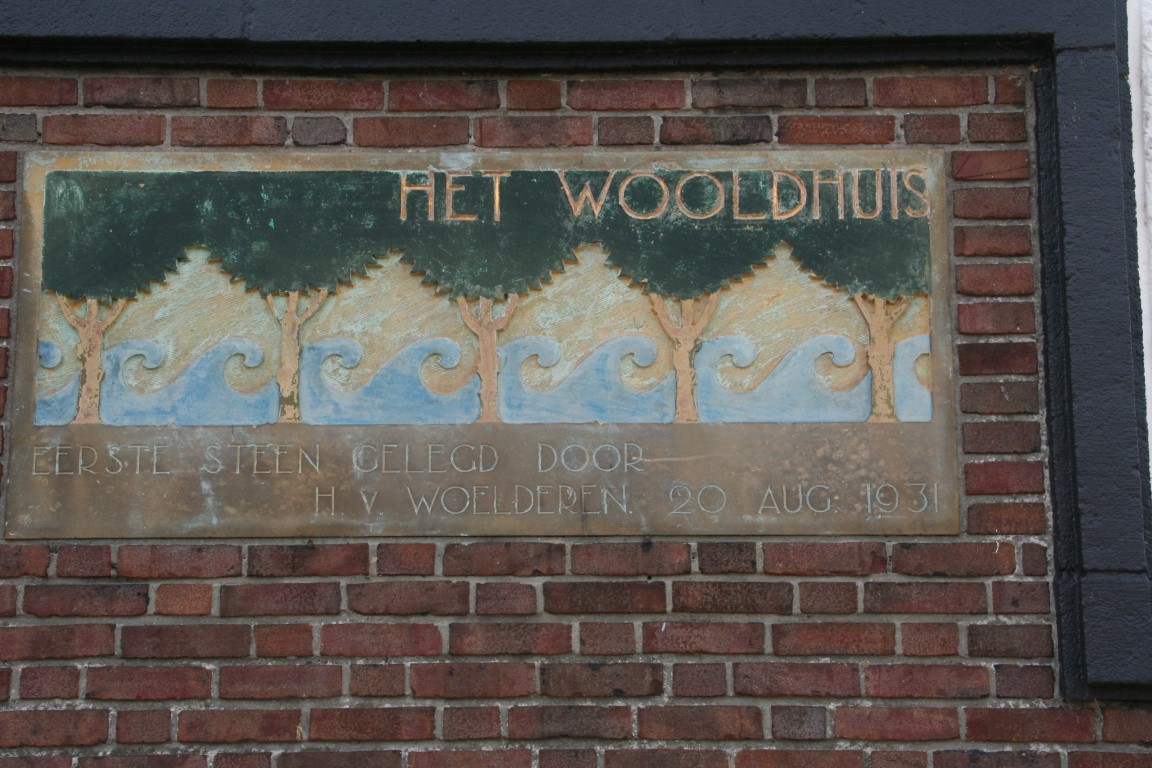 HET WOOLDHUIS
EERSTE STEEN GELEGD DOOR
H. V. WOELDEREN. 20 AUG. 1931